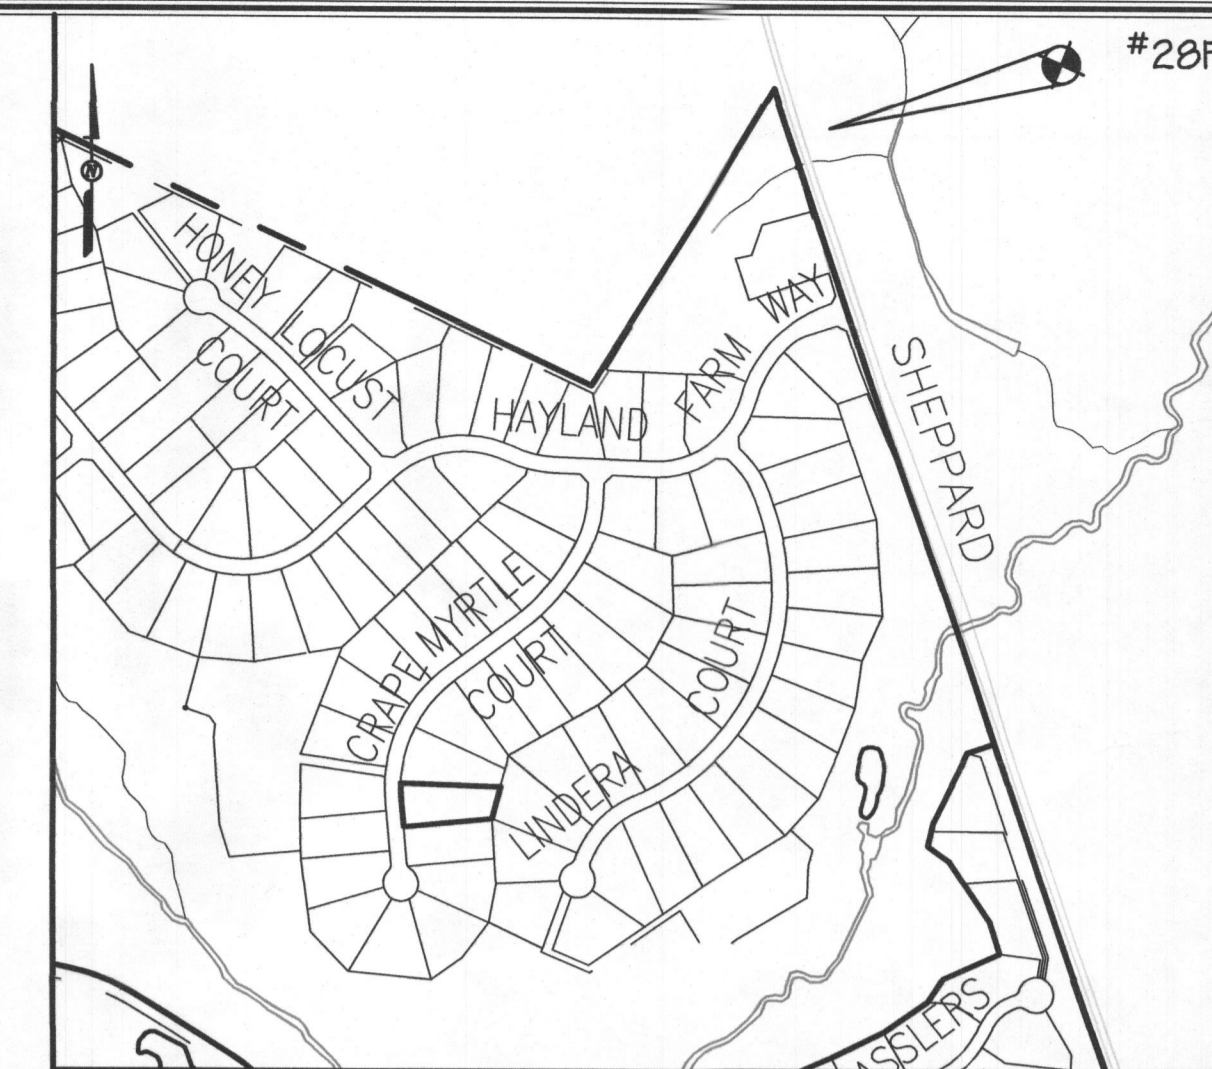 #28F
N
HONEY LOCUST
COURT
HAYLAND FARM WAY
SHEPPARD
CRAPE MYRTLE
COURT
LINDERA COURT
ASSLERS